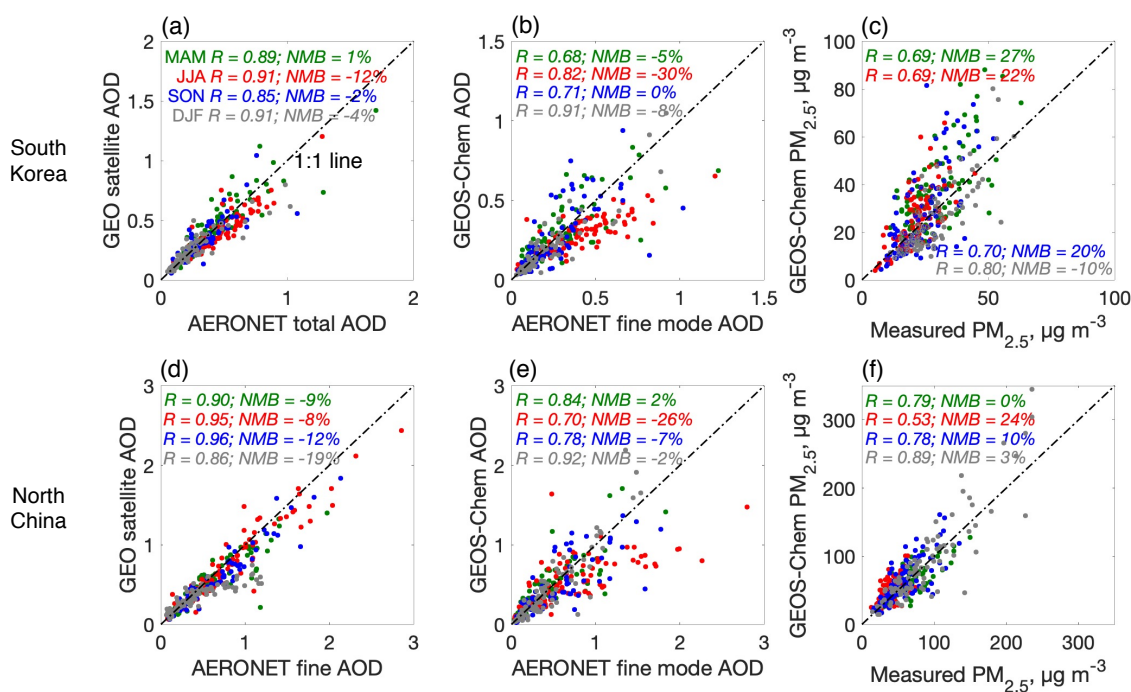 (a)
(b)
(c)
South
Korea
GEO satellite AOD
2
1.5
1
0.5
0
MAM R = 0.89; NMB = 1%
JJA R = 0.91; NMB = -12%
SON R = 0.85; NMB = -2%
DJF R = 0.91; NMB = -4%
1:1 line
0
1
2
AERONET total AOD
GEOS-Chem AOD
1.5
1
0.5
0
R = 0.68; NMB = -5%
R = 0.82; NMB = -30%
R = 0.71; NMB = 0%
R = 0.91; NMB = -8%
0
0.5
1
1.5
AERONET fine mode AOD
GEOS-Chem PM2.5, µg m-3
100
80
60
40
20
0
R = 0.69; NMB = 27%
R = 0.69; NMB = 22%
R = 0.70; NMB = 20%
R = 0.80; NMB = -10%
0
50
100
Measured PM2.5, µg m-3
(d)
(e)
(f)
North
China
GEO satellite AOD
3
2
1
0
R = 0.90; NMB = -9%
R = 0.95; NMB = -8%
R = 0.96; NMB = -12%
R = 0.86; NMB = -19%
0
1
2
3
AERONET fine AOD
GEOS-Chem AOD
3
2
1
0
R = 0.84; NMB = 2%
R = 0.70; NMB = -26%
R = 0.78; NMB = -7%
R = 0.92; NMB = -2%
0
1
2
3
AERONET fine mode AOD
GEOS-Chem PM2.5, µg m-3
300
200
100
0
R = 0.79; NMB = 0%
R = 0.53; NMB = 24%
R = 0.78; NMB = 10%
R = 0.89; NMB = 3%
0
100
200
300
Measured PM2.5, µg m-3